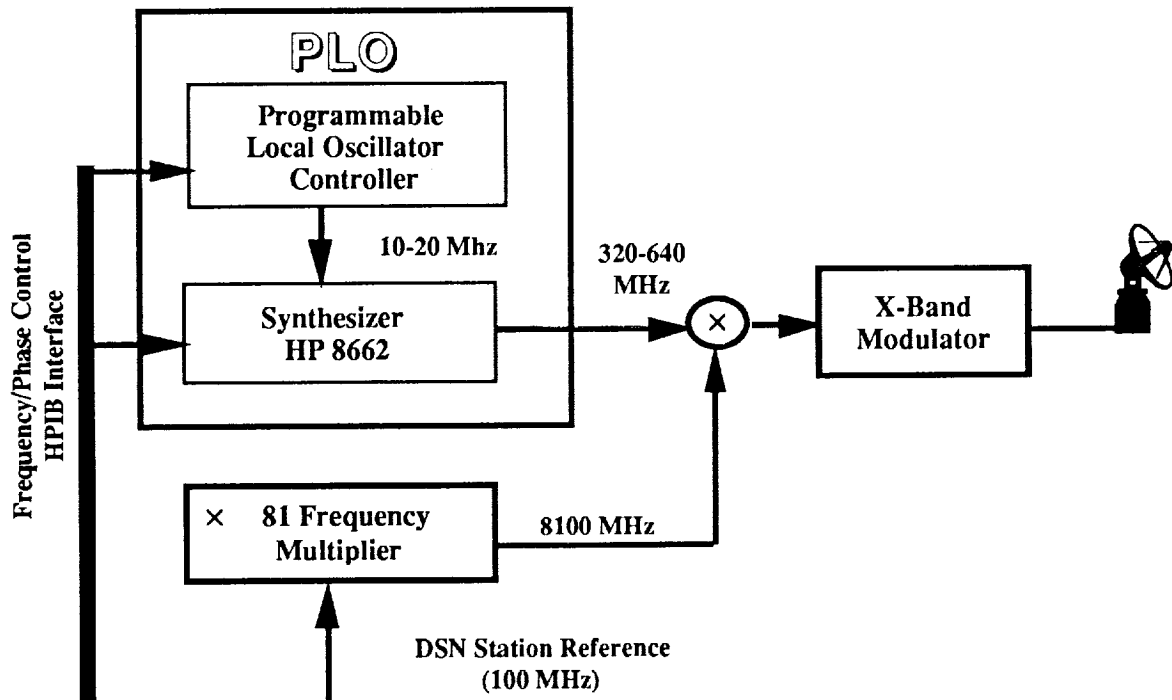 PLO
Programmable
Local Oscillator
Controller
10-20 Mhz
Synthesizer
HP 8662
320-640
MHz
×
X-Band
Modulator
Frequency/Phase Control
HPIB Interface
× 81 Frequency
Multiplier
8100 MHz
DSN Station Reference
(100 MHz)